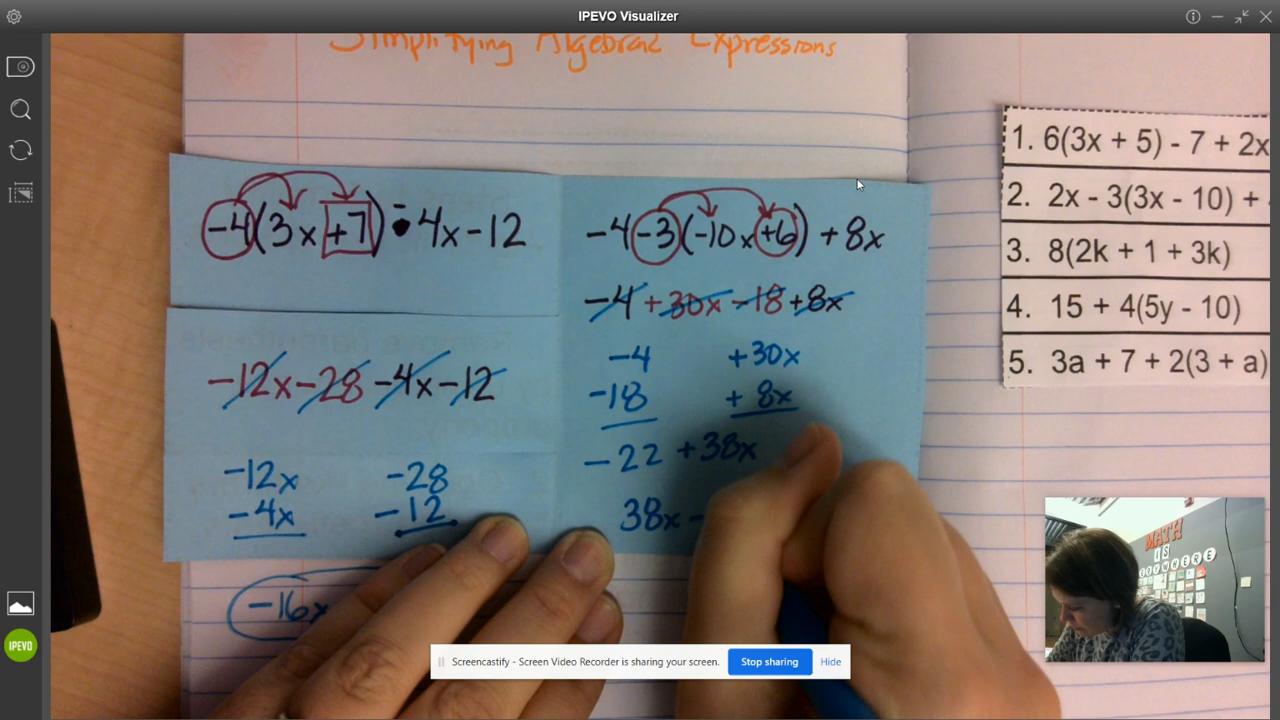 IPEVO Visualizer
Simplifying Algebraic Expressions
-4(3x+7)-4x-12
-12x-28-4x-12
-12x -28
-4x -12
-16x
-4-3(-10x+6)+8x
-4+30x-18+8x
-4 +30x
-18 +8x
-22 +38x
38x-
1. 6(3x + 5) - 7 + 2x
2. 2x - 3(3x - 10) +
3. 8(2k + 1 + 3k)
4. 15 + 4(5y - 10)
5. 3a + 7 + 2(3 + a)
MATH
IS
EVERYWHERE
IPEVO
Screencastify - Screen Video Recorder is sharing your screen.
Stop sharing
Hide